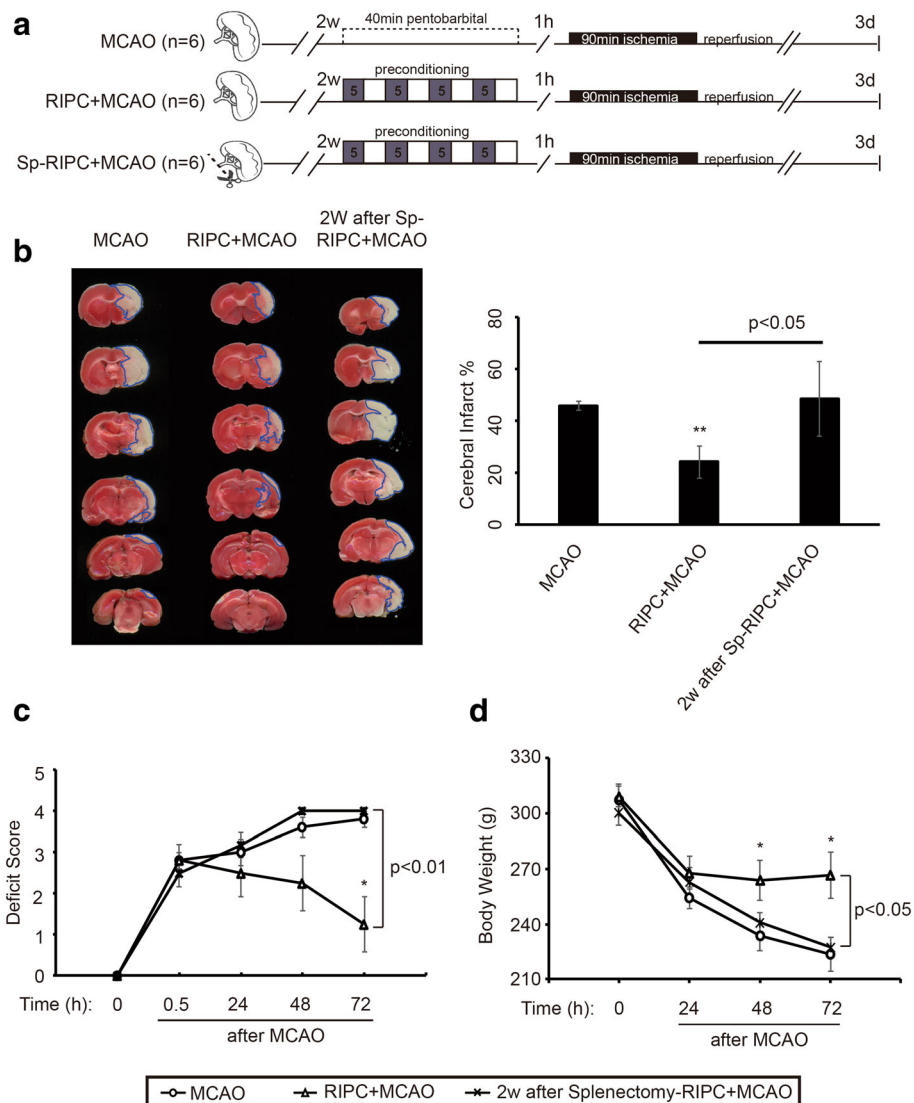 a
2w
40min pentobarbital
1h
3d
MCAO (n=6)
90min ischemia
reperfusion
2w
preconditioning
1h
3d
RIPC+MCAO (n=6)
5 5 5 5
90min ischemia
reperfusion
2w
preconditioning
1h
3d
Sp-RIPC+MCAO (n=6)
5 5 5 5
90min ischemia
reperfusion
b
MCAO
RIPC+MCAO
2W after Sp-
RIPC+MCAO
Cerebral Infarct %
80
60
40
20
0
p<0.05
**
MCAO
RIPC+MCAO
2w after Sp-RIPC+MCAO
c
Deficit Score
5
4
3
2
1
0
*
p<0.01
Time (h): 0 0.5 24 48 72
after MCAO
d
Body Weight (g)
330
300
270
240
210
* *
p<0.05
Time (h): 0 24 48 72
after MCAO
MCAO RIPC+MCAO 2w after Splenectomy-RIPC+MCAO